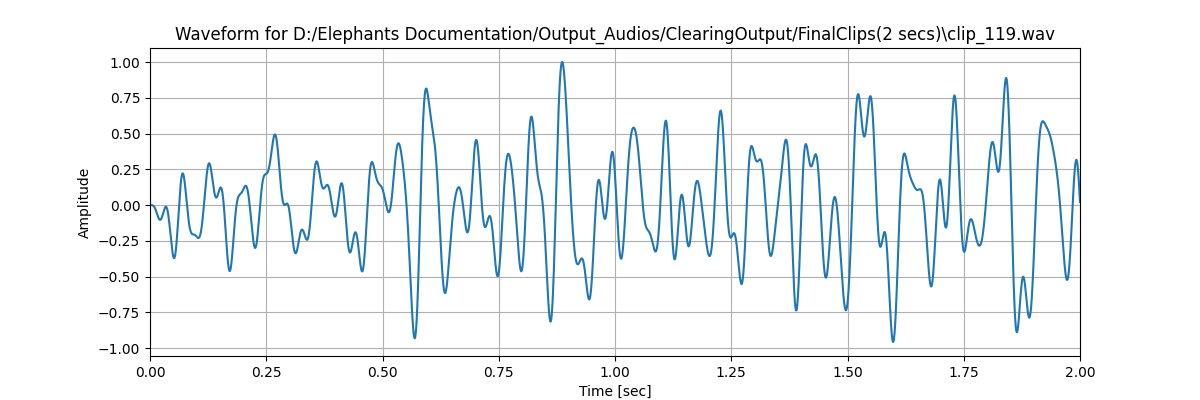 Waveform for D:/Elephants Documentation/Output_Audios/ClearingOutput/FinalClips(2 secs)\clip_119.wav
1.00
0.75
0.50
0.25
0.00
−0.25
−0.50
−0.75
−1.00
Amplitude
0.00 0.25 0.50 0.75 1.00 1.25 1.50 1.75 2.00
Time [sec]